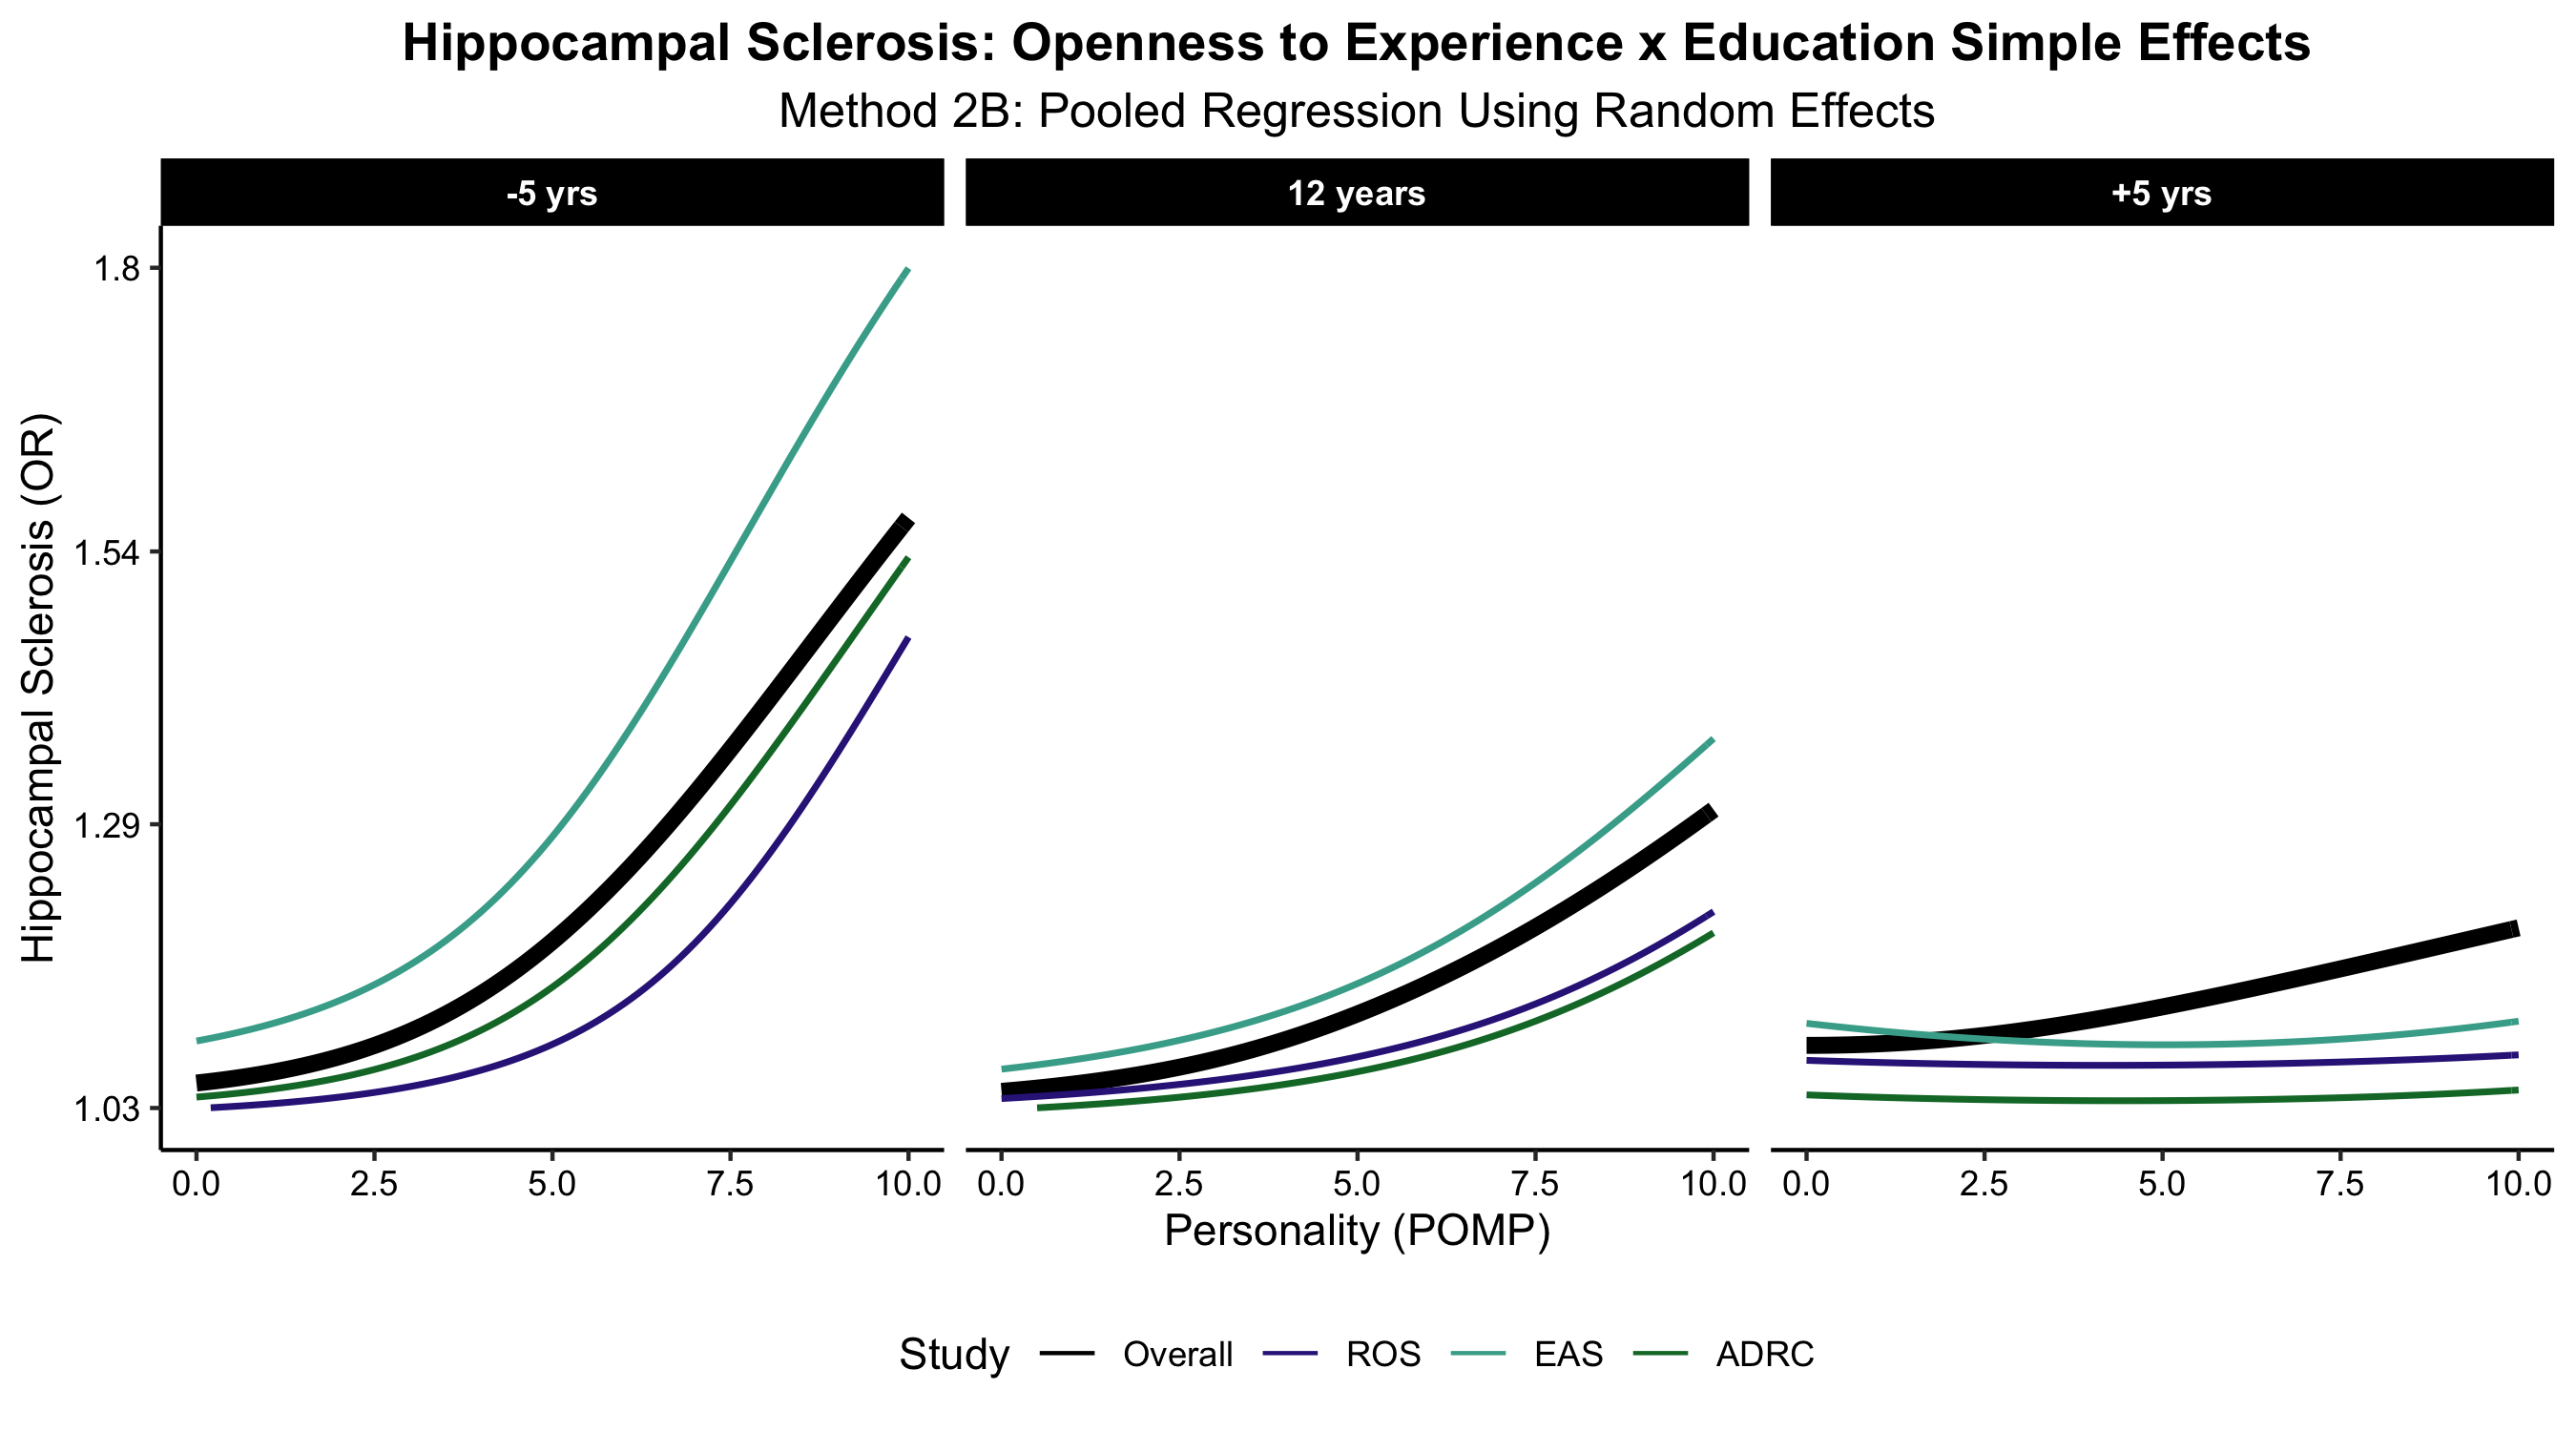 Hippocampal Sclerosis: Openness to Experience x Education Simple Effects
Method 2B: Pooled Regression Using Random Effects
-5 yrs
12 years
+5 yrs
Hippocampal Sclerosis (OR)
1.8
1.54
1.29
1.03
0.0 2.5 5.0 7.5 10.0
0.0 2.5 5.0 7.5 10.0
0.0 2.5 5.0 7.5 10.0
Personality (POMP)
Study Overall ROS EAS ADRC